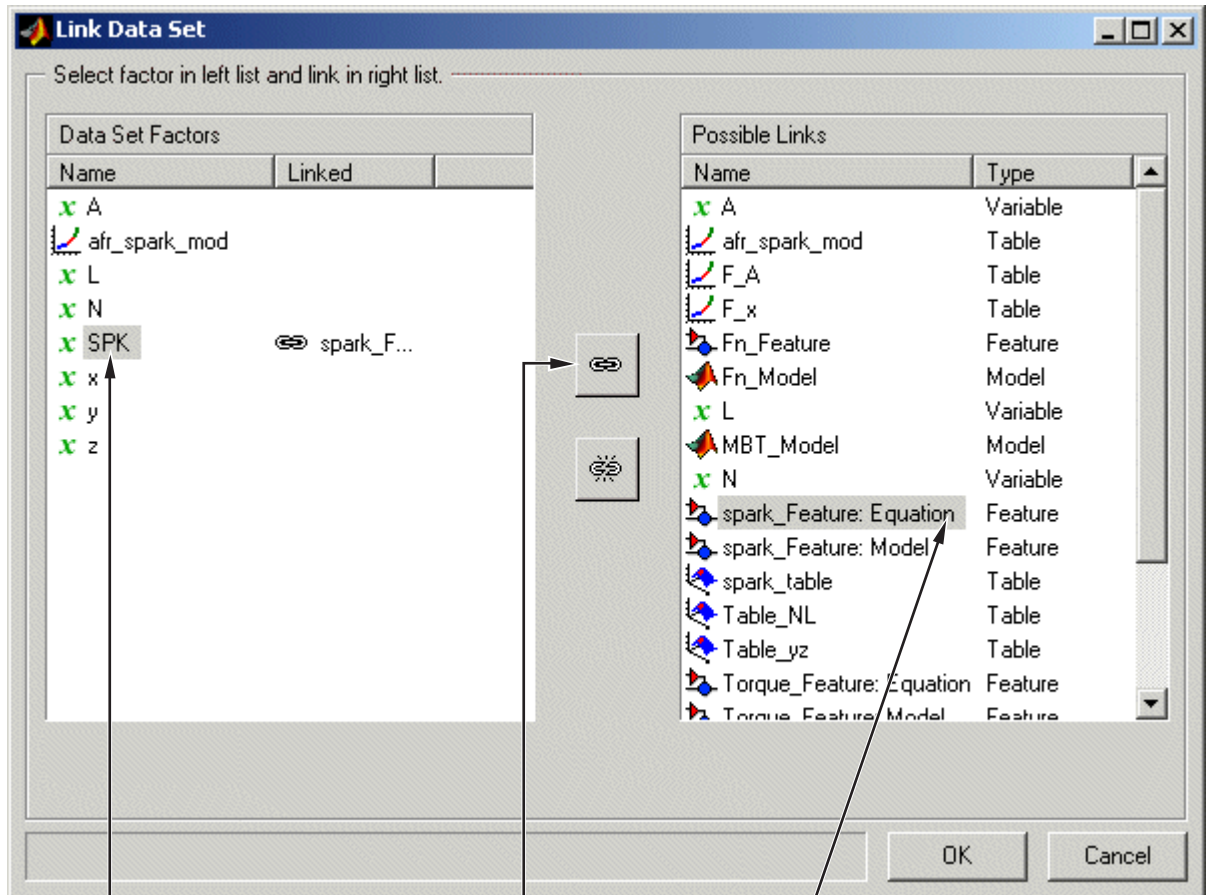 Link Data Set
Select factor in left list and link in right list.
Data Set Factors
Name Linked
x A
afr_spark_mod
x L
x N
x SPK spark_F...
x x
x y
x z
Possible Links
Name Type
x A Variable
afr_spark_mod Table
F_A Table
F_x Table
Fn_Feature Feature
Fn_Model Model
x L Variable
MBT_Model Model
x N Variable
spark_Feature: Equation Feature
spark_Feature: Model Feature
spark_table Table
Table_NL Table
Table_yz Table
Torque_Feature: Equation Feature
Torque_Feature: Model Feature
OK Cancel